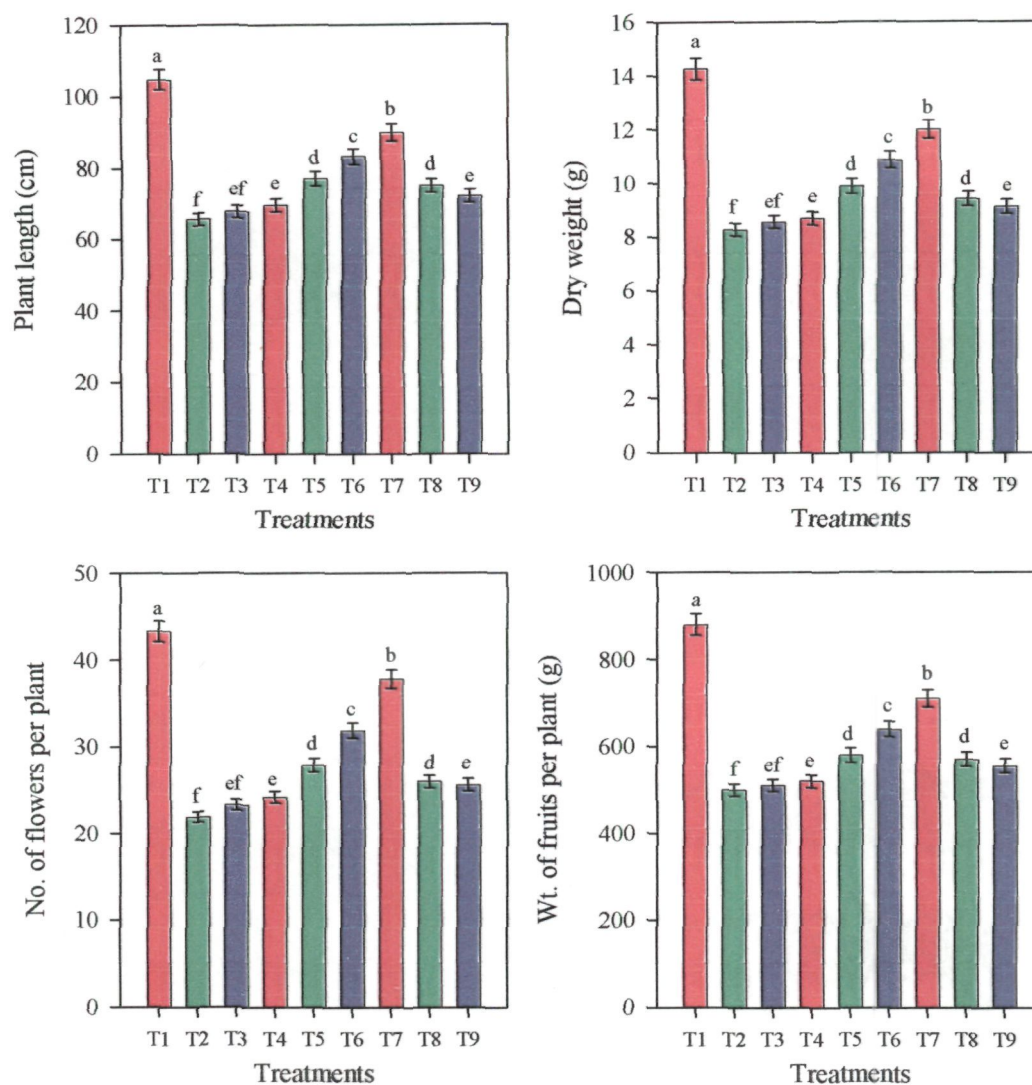 Plant length (cm)
120
100
80
60
40
20
0
a
f
ef
e
d
c
b
d
e
T1 T2 T3 T4 T5 T6 T7 T8 T9
Treatments
Dry weight (g)
16
14
12
10
8
6
4
2
0
a
f
ef
e
d
c
b
d
e
T1 T2 T3 T4 T5 T6 T7 T8 T9
Treatments
No. of flowers per plant
50
40
30
20
10
0
a
f
ef
e
d
c
b
d
e
T1 T2 T3 T4 T5 T6 T7 T8 T9
Treatments
Wt. of fruits per plant (g)
1000
800
600
400
200
0
a
f
ef
e
d
c
b
d
e
T1 T2 T3 T4 T5 T6 T7 T8 T9
Treatments